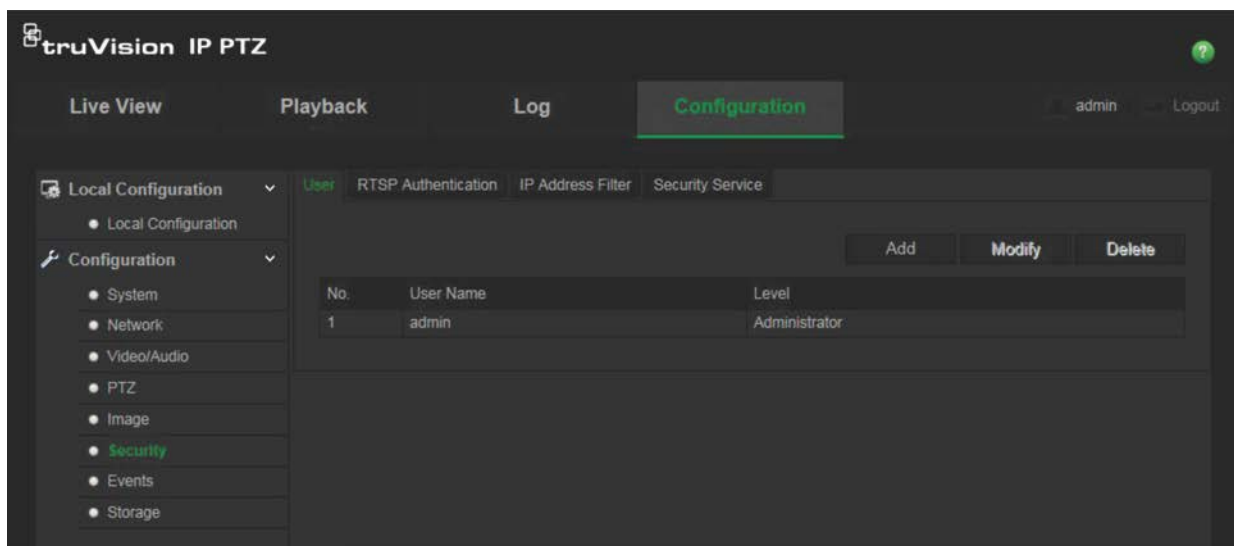 truVision IP PTZ
?
Live View Playback Log Configuration admin Logout
Local Configuration
User RTSP Authentication IP Address Filter Security Service
Local Configuration
Configuration
Add Modify Delete
System
No. User Name Level
Network
1 admin Administrator
Video/Audio
PTZ
Image
Security
Events
Storage